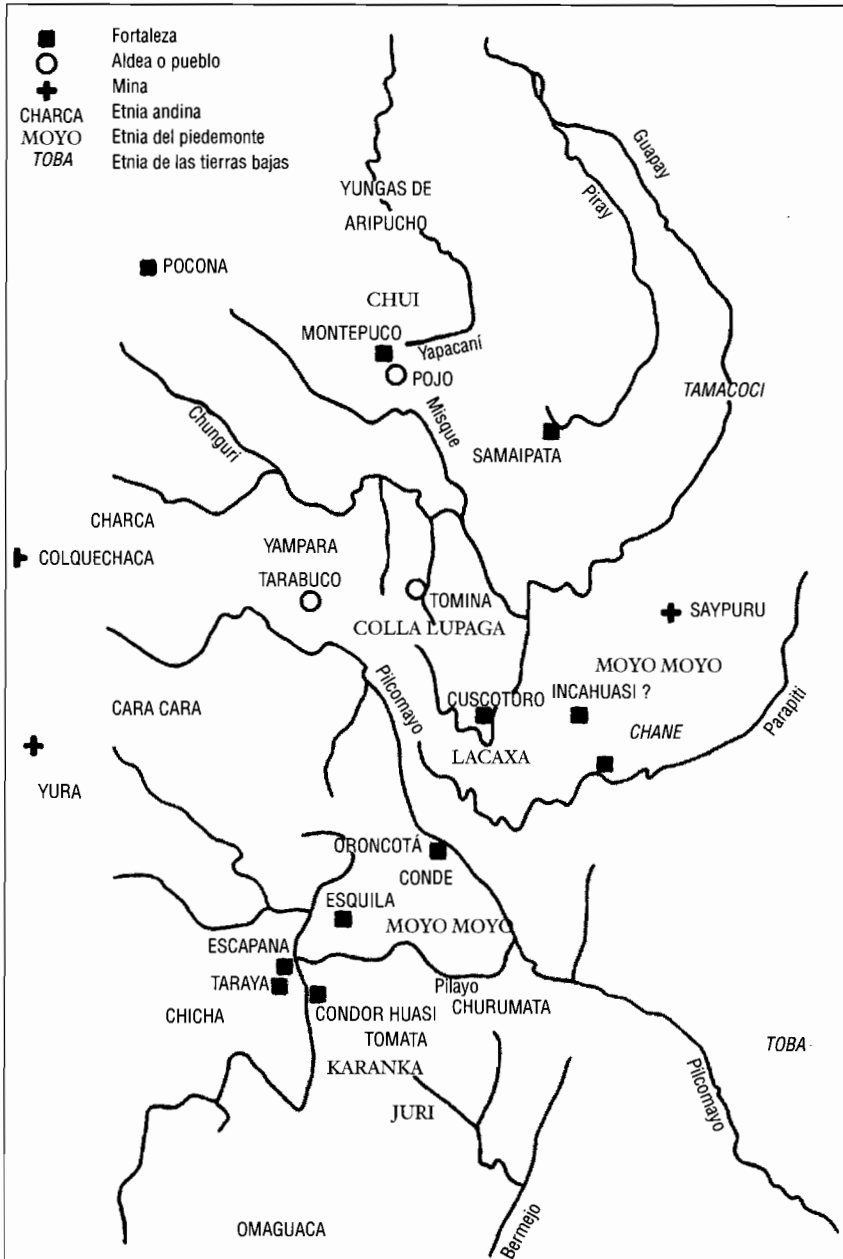 Fortaleza
Aldea o pueblo
Mina
CHARCA Etnia andina
MOYO Etnia del piedemonte
TOBA Etnia de las tierras bajas
Guapay
Piray
YUNGAS DE
ARIPUCHO
POCONA
CHUI
MONTEPUCO
Yapacaní
POJO
TAMACOCI
Misque
Chunguri
SAMAIPATA
CHARCA
YAMPARA
COLQUECHACA
TARABUCO
TOMINA
SAYPURU
COLLA LUPAGA
MOYO MOYO
Pilcomayo
CARA CARA
CUSCOTORO
INCAHUASI ?
CHANE
Parapiti
LACAXA
YURA
ORONCOTÁ
CONDE
ESQUILA
MOYO MOYO
ESCAPANA
TARAYA
Pilayo
CHURUMATA
CHICHA
CONDOR HUASI
TOMATA
TOBA
KARANKA
Pilcomayo
JURI
Bermejo
OMAGUACA